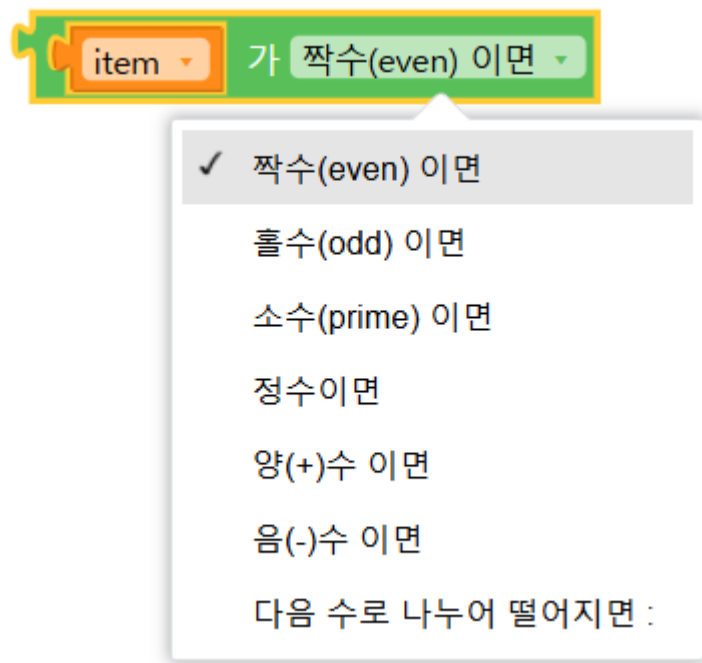 item 가 짝수(even) 이면
✓ 짝수(even) 이면
홀수(odd) 이면
소수(prime) 이면
정수이면
양(+)수 이면
음(-)수 이면
다음 수로 나누어 떨어지면 :